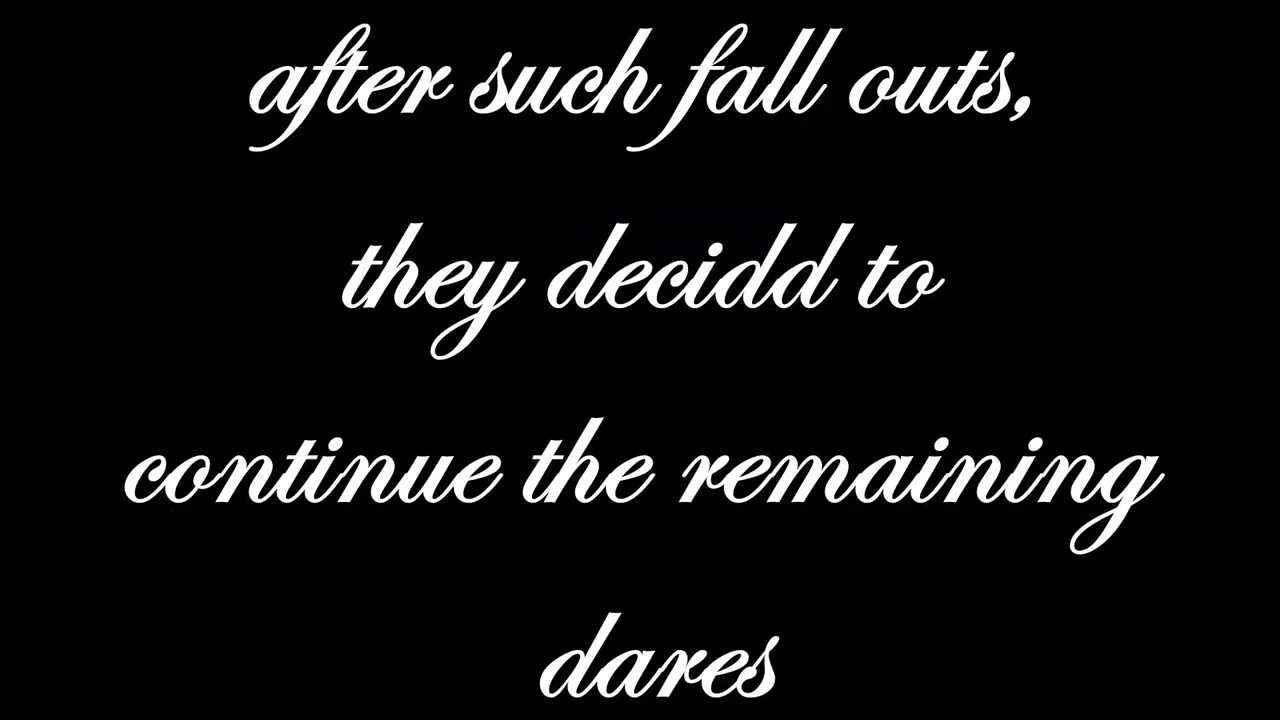 after such fall outs,
they decidd to
continue the remaining
dares